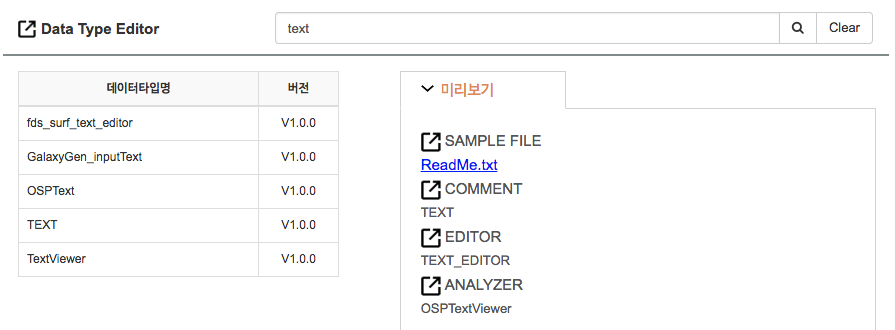 Data Type Editor
text
Clear
데이터타입명 버전
fds_surf_text_editor V1.0.0
GalaxyGen_inputText V1.0.0
OSPText V1.0.0
TEXT V1.0.0
TextViewer V1.0.0
미리보기
SAMPLE FILE
ReadMe.txt
COMMENT
TEXT
EDITOR
TEXT_EDITOR
ANALYZER
OSPTextViewer